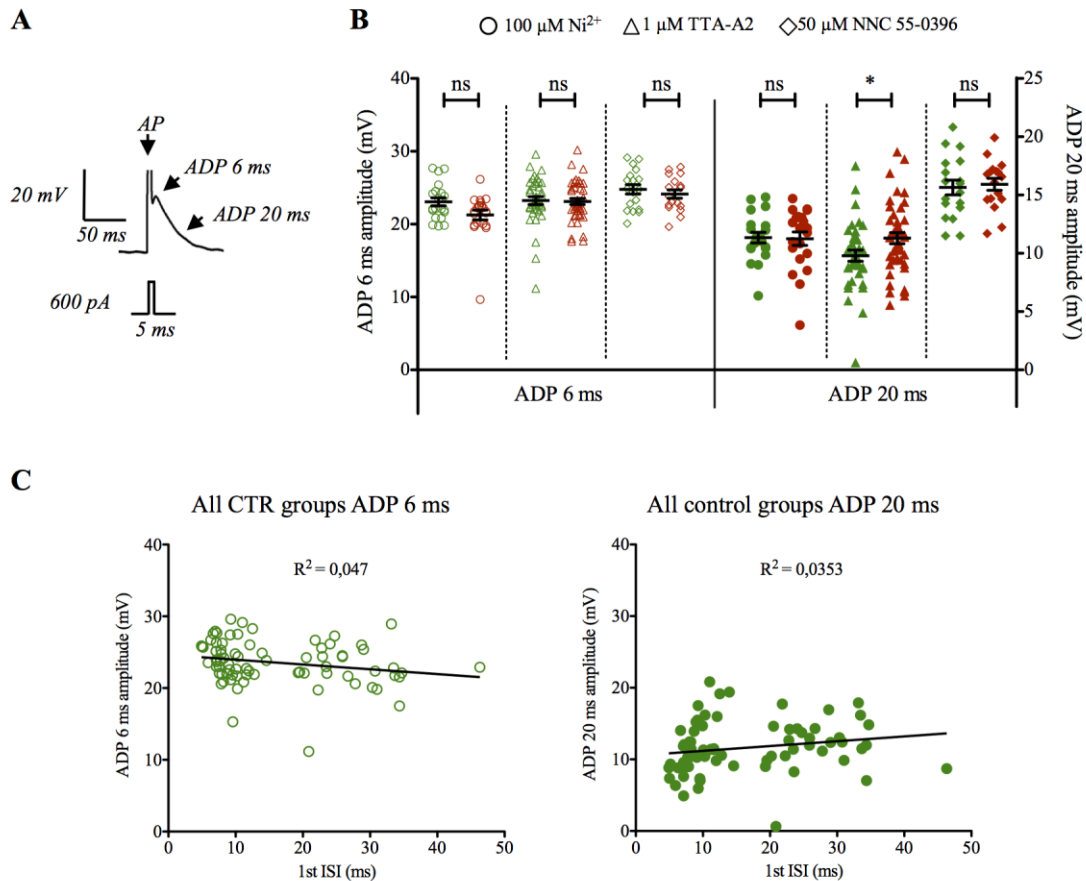 A
AP
ADP 6 ms
20 mV
ADP 20 ms
50 ms
600 pA
5 ms
B
100 µM Ni²⁺ 1 µM TTA-A2 50 µM NNC 55-0396
ADP 6 ms amplitude (mV)
40
30
20
10
0
ns ns ns ns * ns
25
20
15
10
5
0
ADP 20 ms amplitude (mV)
ADP 6 ms ADP 20 ms
C
All CTR groups ADP 6 ms
R² = 0,047
ADP 6 ms amplitude (mV)
40
30
20
10
0
0 10 20 30 40 50
1st ISI (ms)
All control groups ADP 20 ms
R² = 0,0353
ADP 20 ms amplitude (mV)
40
30
20
10
0
0 10 20 30 40 50
1st ISI (ms)